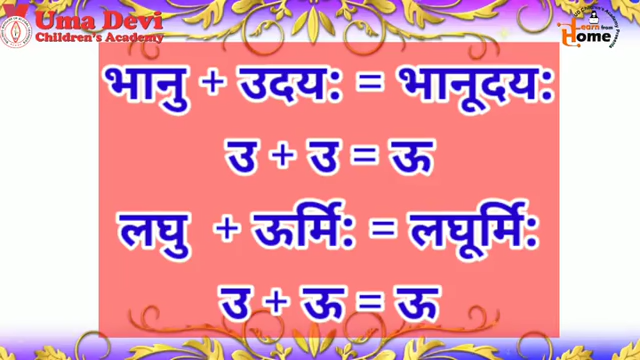 Uma Devi
Children's Academy
Learn from
Home
भानु + उदय: = भानूदय:
उ + उ = ऊ
लघु + ऊर्मि: = लघूर्मि:
उ + ऊ = ऊ